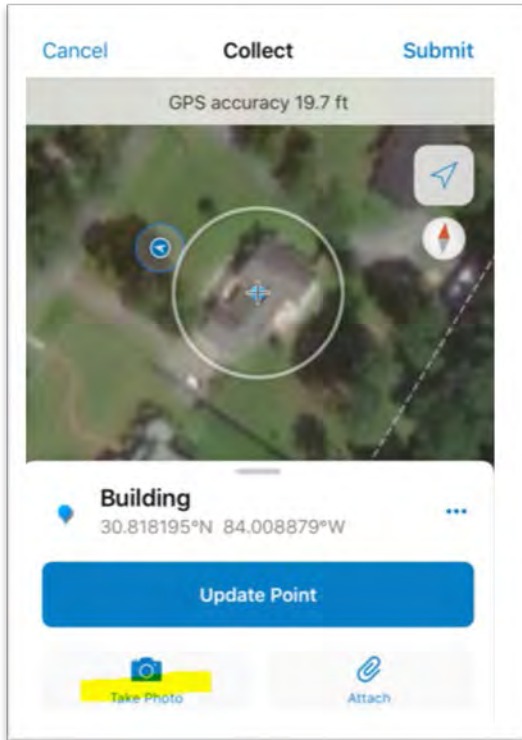 Cancel Collect Submit
GPS accuracy 19.7 ft
Building
30.818195°N 84.008879°W
Update Point
Take Photo Attach